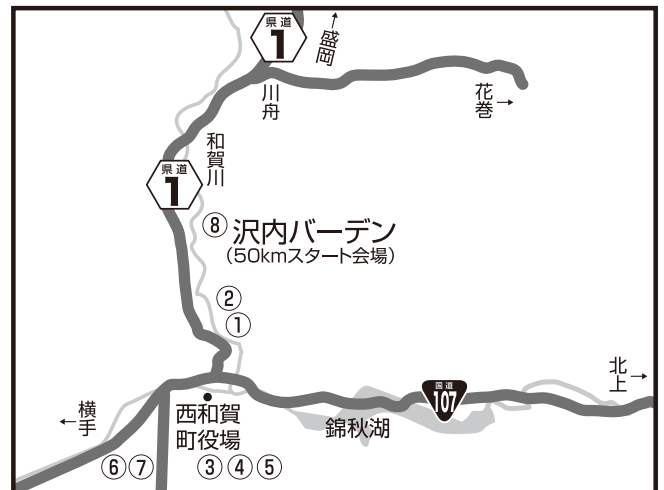 県道
1
↑
盛岡
川舟
花巻
→
和賀川
県道
1
⑧ 沢内バーデン
(50kmスタート会場)
②
①
北上
→
国道
107
←
横手
西和賀
町役場
錦秋湖
⑥⑦
③④⑤